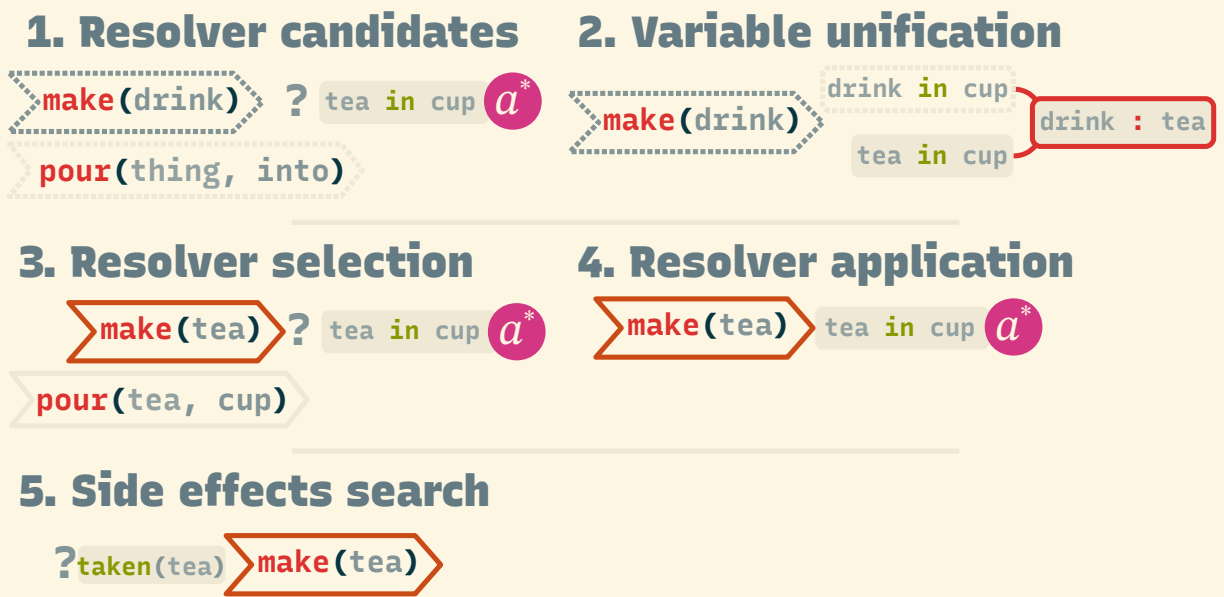 1. Resolver candidates
make(drink) ? tea in cup a*
pour(thing, into)
2. Variable unification
drink in cup
make(drink)
drink : tea
tea in cup
3. Resolver selection
make(tea) ? tea in cup a*
pour(tea, cup)
4. Resolver application
make(tea) tea in cup a*
5. Side effects search
?taken(tea) make(tea)